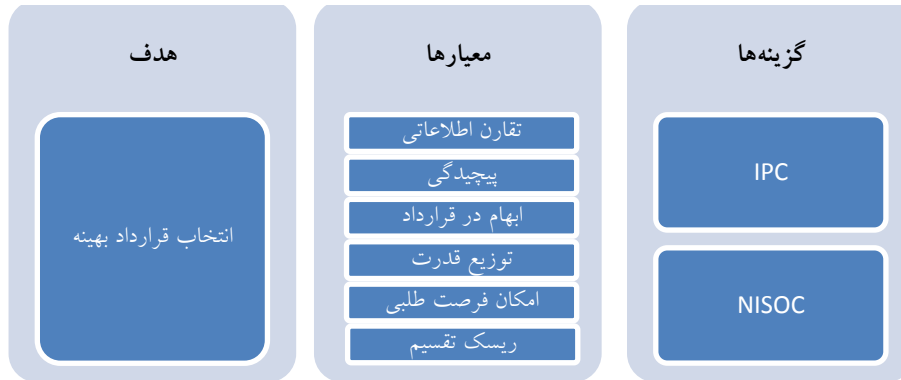 گزینه‌ها
IPC
NISOC
معیارها
تقارن اطلاعاتی
پیچیدگی
ابهام در قرارداد
توزیع قدرت
امکان فرصت طلبی
ریسک تقسیم
هدف
انتخاب قرارداد بهینه